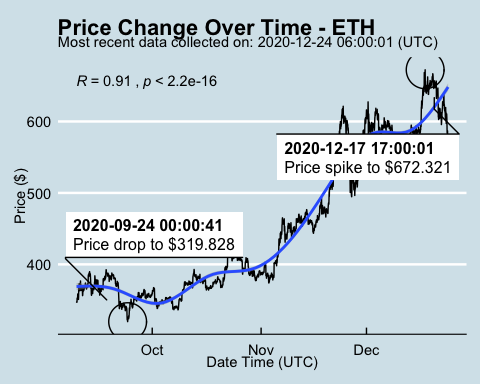 Price Change Over Time - ETH
Most recent data collected on: 2020-12-24 06:00:01 (UTC)
R = 0.91 , p < 2.2e-16
600
2020-12-17 17:00:01
Price spike to $672.321
500
Price ($)
2020-09-24 00:00:41
Price drop to $319.828
400
Oct Nov Dec
Date Time (UTC)